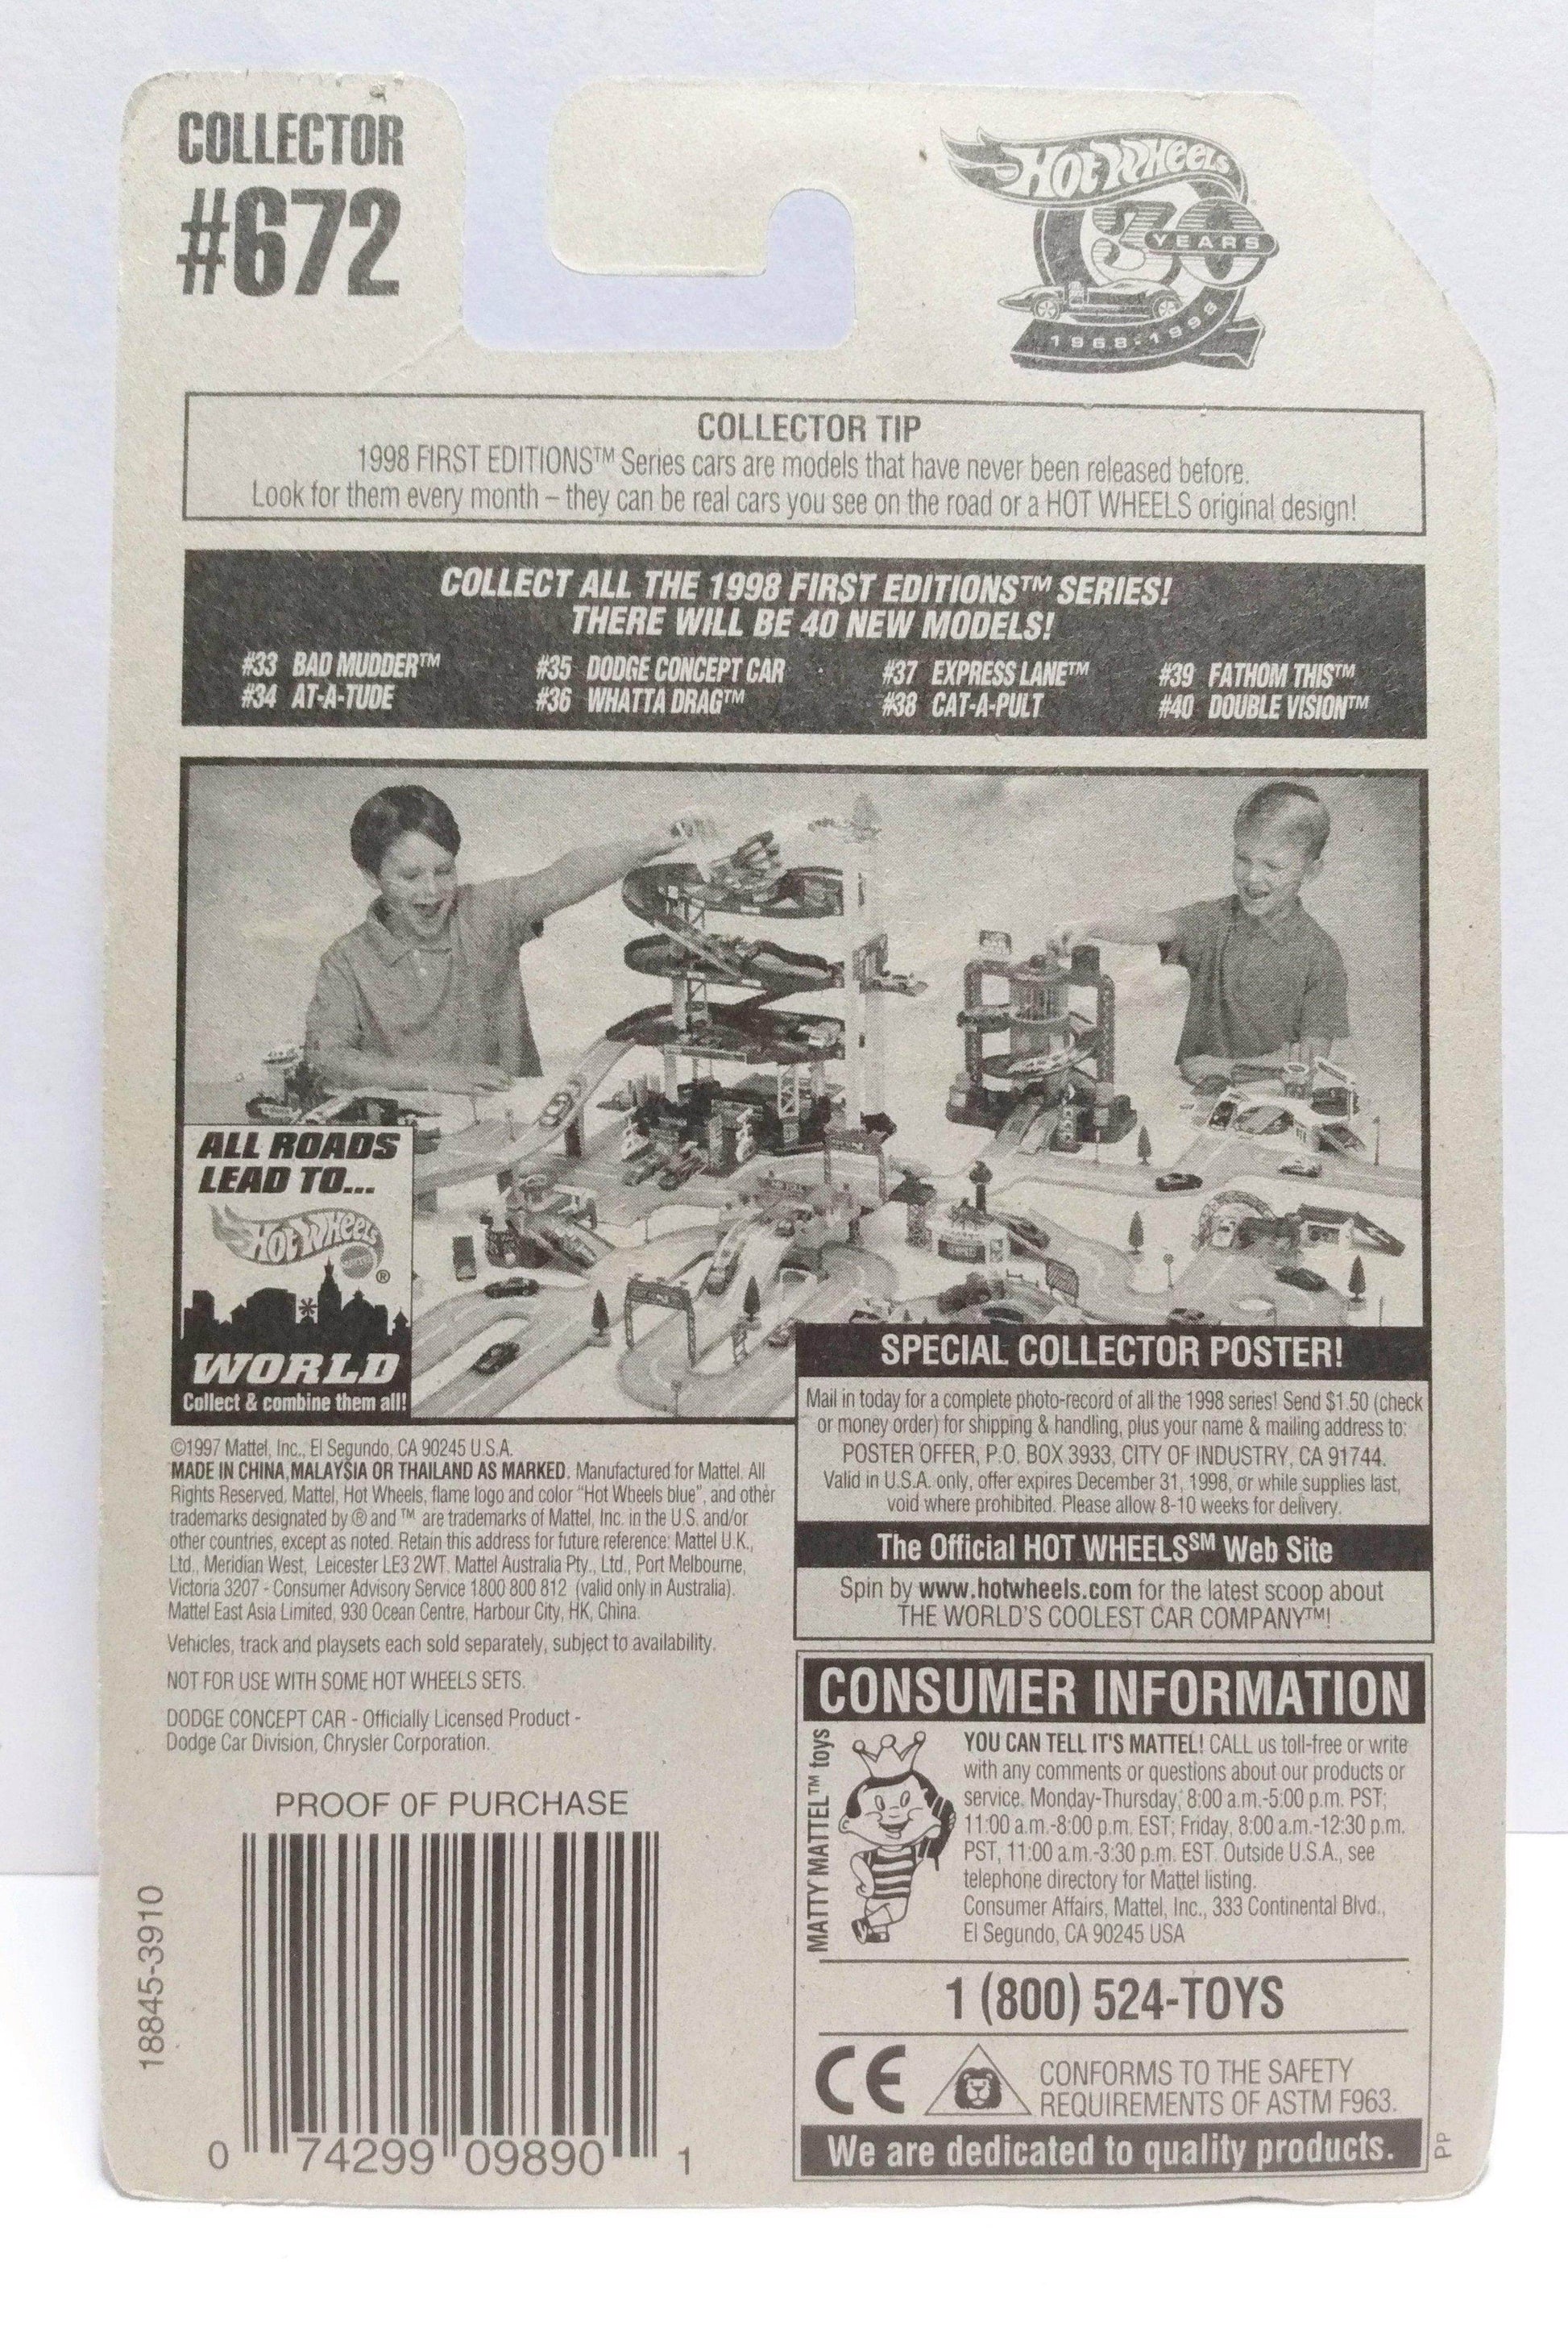 COLLECTOR
#672
HOT WHEELS
30
YEARS
1968-1998
COLLECTOR TIP
1998 FIRST EDITIONS™ Series cars are models that have never been released before.
Look for them every month – they can be real cars you see on the road or a HOT WHEELS original design!
COLLECT ALL THE 1998 FIRST EDITIONS™ SERIES!
THERE WILL BE 40 NEW MODELS!
#33 BAD MUDDER™ #35 DODGE CONCEPT CAR #37 EXPRESS LANE™ #39 FATHOM THIS™
#34 AT-A-TUDE #36 WHATTA DRAG™ #38 CAT-A-PULT #40 DOUBLE VISION™
ALL ROADS
LEAD TO...
HOT WHEELS
®
WORLD
Collect & combine them all!
©1997 Mattel, Inc., El Segundo, CA 90245 U.S.A.
MADE IN CHINA, MALAYSIA OR THAILAND AS MARKED. Manufactured for Mattel. All
Rights Reserved. Mattel, Hot Wheels, flame logo and color "Hot Wheels blue", and other
trademarks designated by ® and ™ are trademarks of Mattel, Inc. in the U.S. and/or
other countries, except as noted. Retain this address for future reference: Mattel U.K.,
Ltd., Meridian West, Leicester LE3 2WT. Mattel Australia Pty., Ltd., Port Melbourne,
Victoria 3207 - Consumer Advisory Service 1800 800 812 (valid only in Australia).
Mattel East Asia Limited, 930 Ocean Centre, Harbour City, HK, China.
Vehicles, track and playsets each sold separately, subject to availability.
NOT FOR USE WITH SOME HOT WHEELS SETS.
DODGE CONCEPT CAR - Officially Licensed Product -
Dodge Car Division, Chrysler Corporation.
PROOF OF PURCHASE
18845-3910
0 74299 09890 1
SPECIAL COLLECTOR POSTER!
Mail in today for a complete photo-record of all the 1998 series! Send $1.50 (check
or money order) for shipping & handling, plus your name & mailing address to:
POSTER OFFER, P.O. BOX 3933, CITY OF INDUSTRY, CA 91744.
Valid in U.S.A. only, offer expires December 31, 1998, or while supplies last,
void where prohibited. Please allow 8-10 weeks for delivery.
The Official HOT WHEELS℠ Web Site
Spin by www.hotwheels.com for the latest scoop about
THE WORLD'S COOLEST CAR COMPANY™!
CONSUMER INFORMATION
MATTY MATTEL™ toys
YOU CAN TELL IT'S MATTEL! CALL us toll-free or write
with any comments or questions about our products or
service. Monday-Thursday, 8:00 a.m.-5:00 p.m. PST;
11:00 a.m.-8:00 p.m. EST; Friday, 8:00 a.m.-12:30 p.m.
PST, 11:00 a.m.-3:30 p.m. EST. Outside U.S.A., see
telephone directory for Mattel listing.
Consumer Affairs, Mattel, Inc., 333 Continental Blvd.,
El Segundo, CA 90245 USA
1 (800) 524-TOYS
CE
CONFORMS TO THE SAFETY
REQUIREMENTS OF ASTM F963.
We are dedicated to quality products.
PP